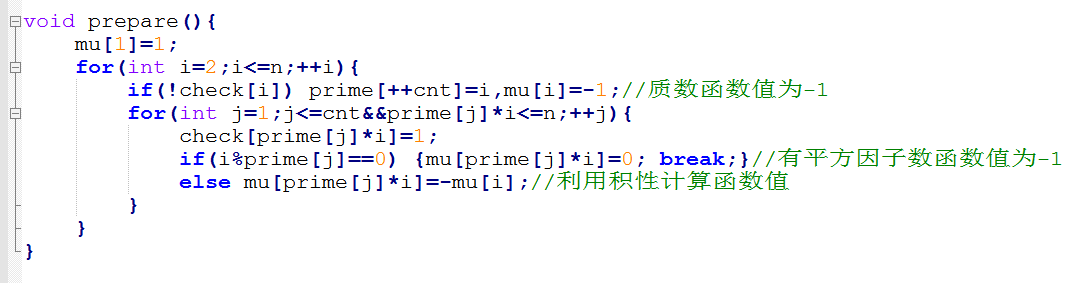 void prepare(){
    mu[1]=1;
    for(int i=2;i<=n;++i){
        if(!check[i]) prime[++cnt]=i,mu[i]=-1;//质数函数值为-1
        for(int j=1;j<=cnt&&prime[j]*i<=n;++j){
            check[prime[j]*i]=1;
            if(i%prime[j]==0) {mu[prime[j]*i]=0; break;}//有平方因子数函数值为-1
            else mu[prime[j]*i]=-mu[i];//利用积性计算函数值
        }
    }
}